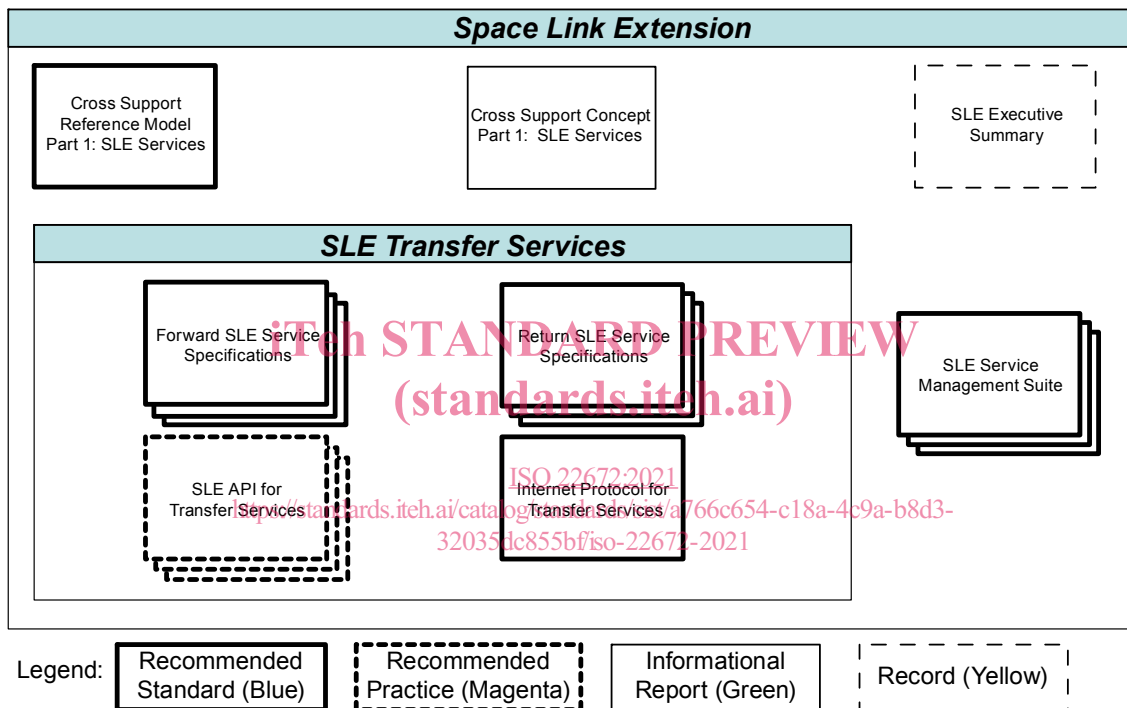 Space Link Extension
Cross Support
Reference Model
Part 1: SLE Services
Cross Support Concept
Part 1: SLE Services
SLE Executive
Summary
SLE Transfer Services
Forward SLE Service
Specifications
Return SLE Service
Specifications
SLE Service
Management Suite
iTeh STANDARD PREVIEW
(standards.iteh.ai)
SLE API for
Transfer Services
Internet Protocol for
Transfer Services
ISO 22672:2021
https://standards.iteh.ai/catalog/standards/sist/a766c654-c18a-4c9a-b8d3-
32035dc855bf/iso-22672-2021
Legend:
Recommended
Standard (Blue)
Recommended
Practice (Magenta)
Informational
Report (Green)
Record (Yellow)